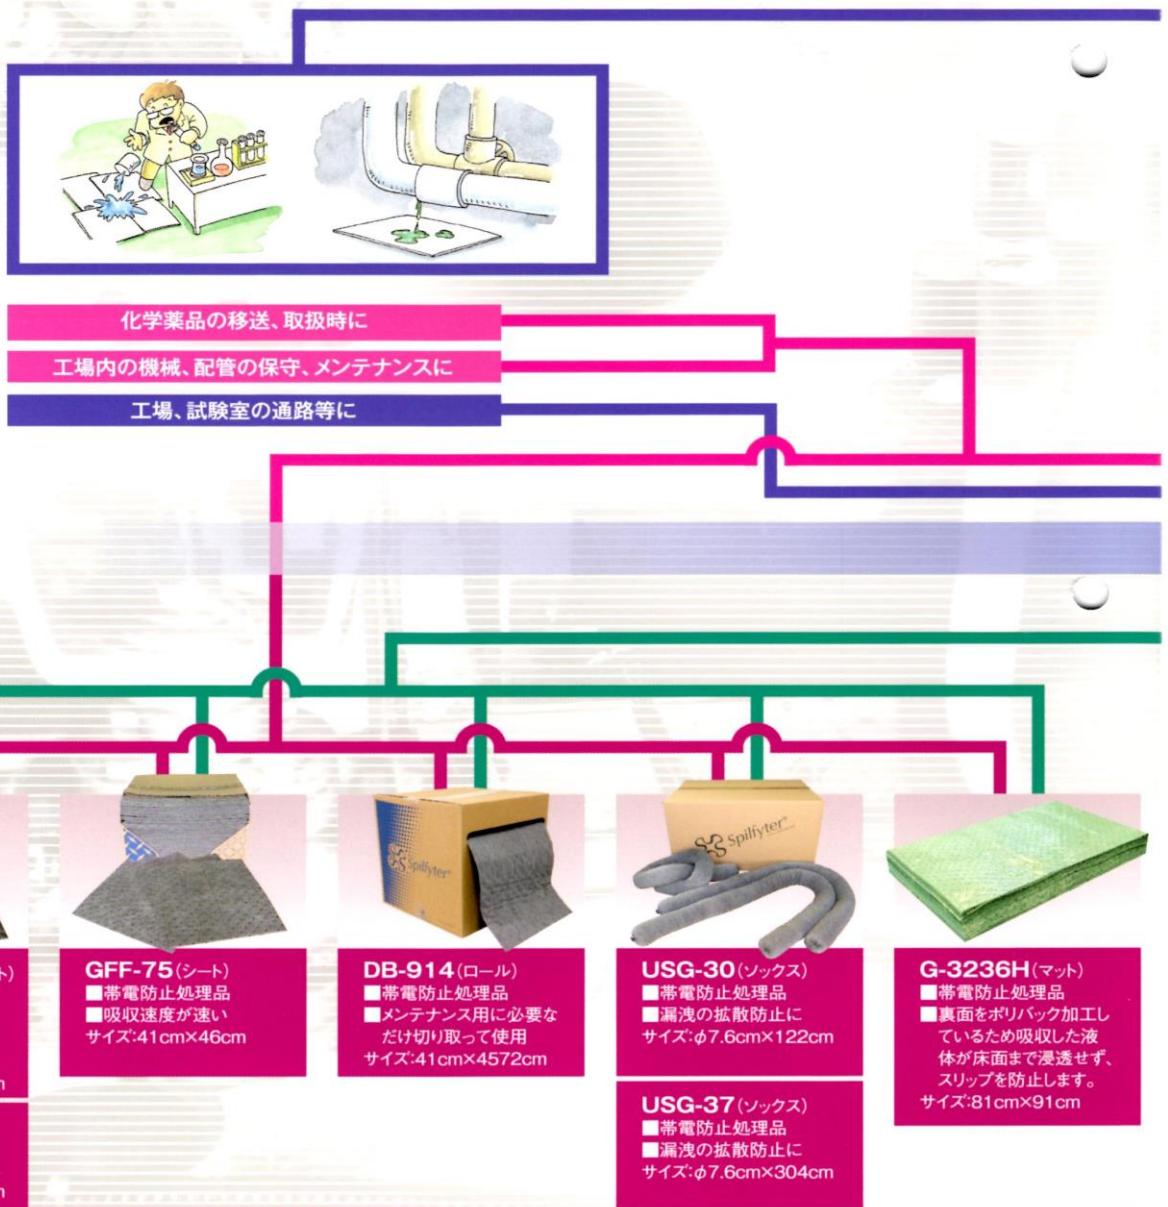 化学薬品の移送、取扱時に
工場内の機械、配管の保守、メンテナンスに
工場、試験室の通路等に
Spilfyter®
Spilfyter®
ト)
m
m
GFF-75(シート)
■帯電防止処理品
■吸収速度が速い
サイズ:41cm×46cm
DB-914(ロール)
■帯電防止処理品
■メンテナンス用に必要な
だけ切り取って使用
サイズ:41cm×4572cm
USG-30(ソックス)
■帯電防止処理品
■漏洩の拡散防止に
サイズ:φ7.6cm×122cm
USG-37(ソックス)
■帯電防止処理品
■漏洩の拡散防止に
サイズ:φ7.6cm×304cm
G-3236H(マット)
■帯電防止処理品
■裏面をポリバック加工し
ているため吸収した液
体が床面まで浸透せず、
スリップを防止します。
サイズ:81cm×91cm